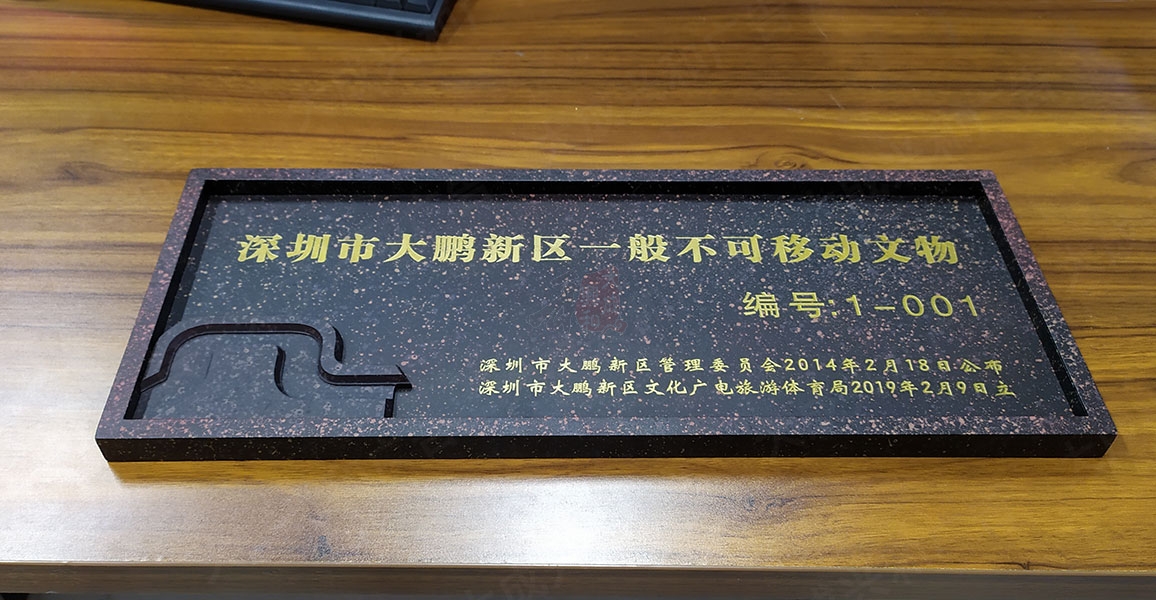 深圳市大鹏新区一般不可移动文物
编号:1-001
深圳市大鹏新区管理委员会2014年2月18日公布
深圳市大鹏新区文化广电旅游体育局2019年2月9日立